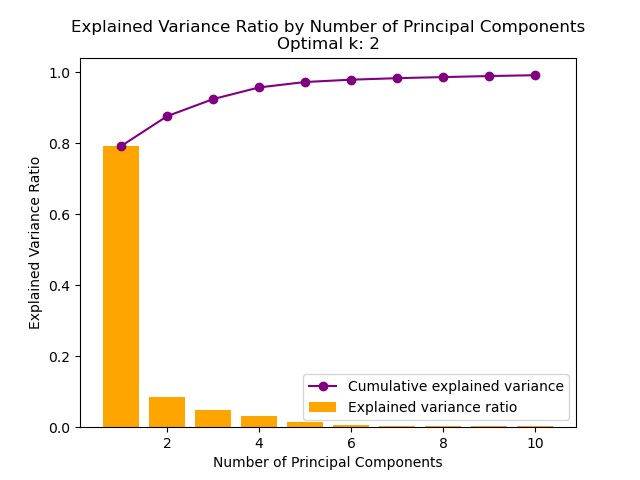 Explained Variance Ratio by Number of Principal Components
Optimal k: 2
1.0
0.8
0.6
0.4
0.2
0.0
Explained Variance Ratio
Cumulative explained variance
Explained variance ratio
2
4
6
8
10
Number of Principal Components